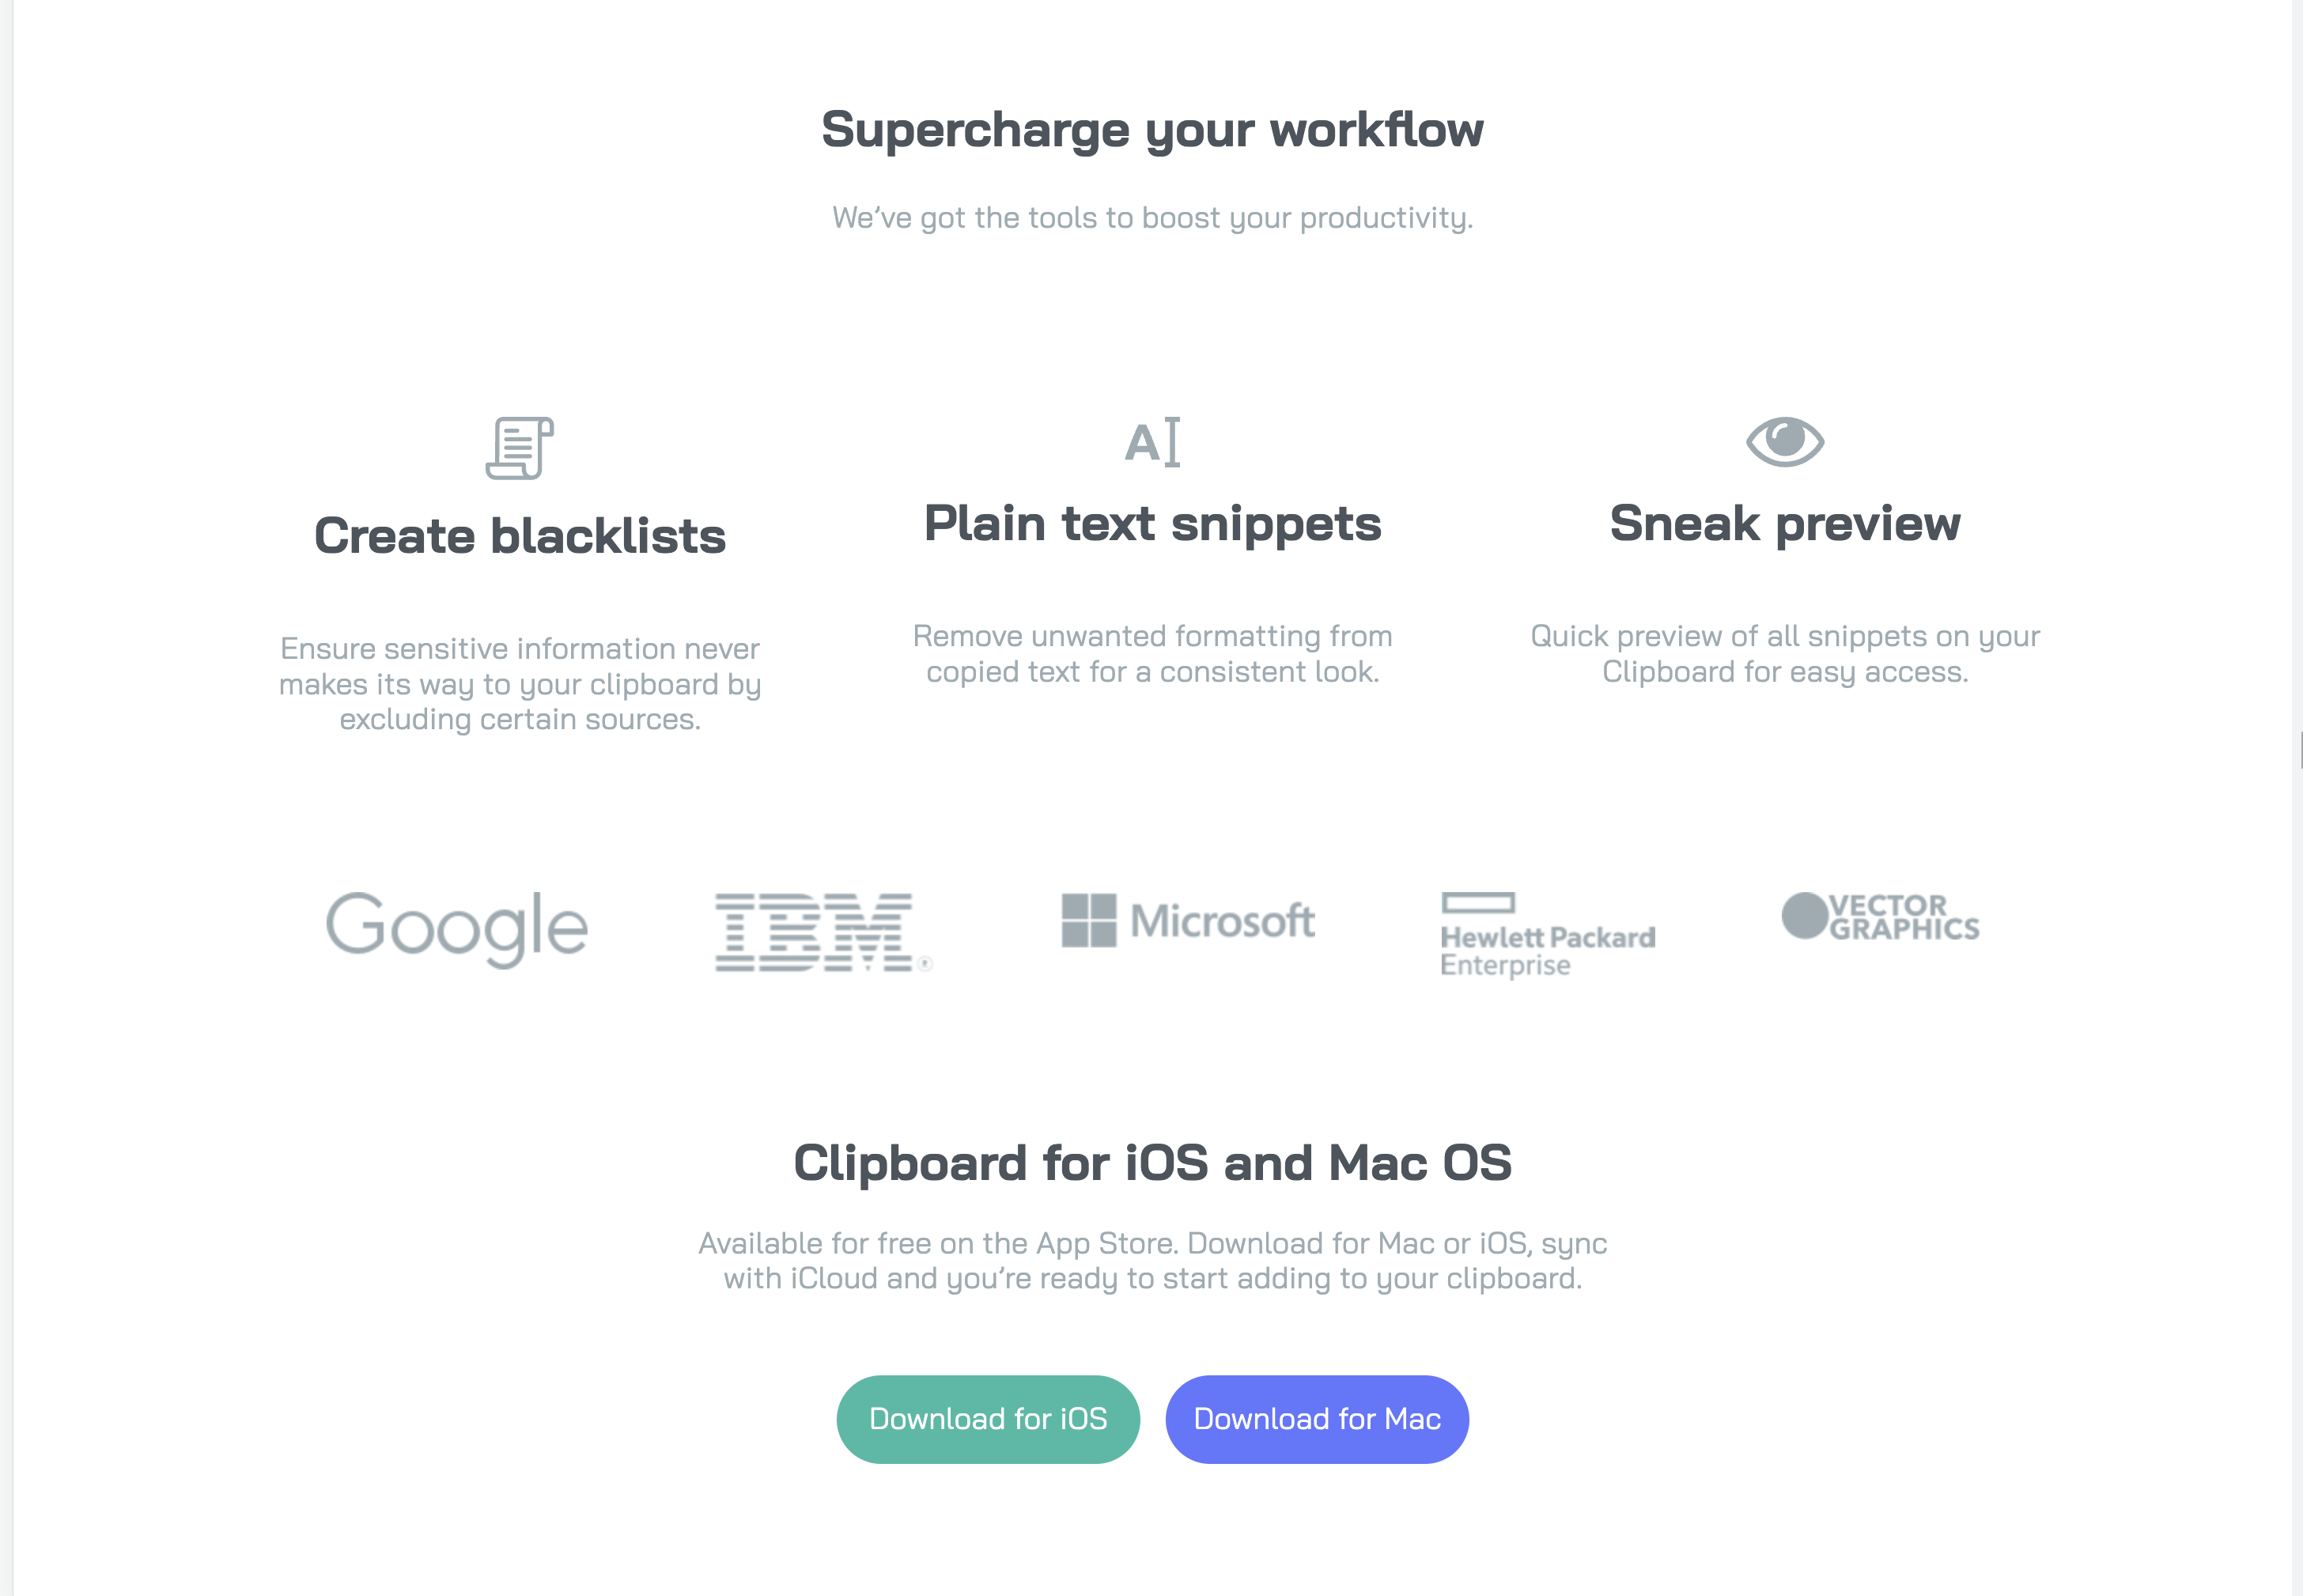 Supercharge your workflow
We’ve got the tools to boost your productivity.
A
Create blacklists
Ensure sensitive information never
makes its way to your clipboard by
excluding certain sources.
Plain text snippets
Remove unwanted formatting from
copied text for a consistent look.
Sneak preview
Quick preview of all snippets on your
Clipboard for easy access.
Google
IBM®
Microsoft
Hewlett Packard
Enterprise
VECTOR
GRAPHICS
Clipboard for iOS and Mac OS
Available for free on the App Store. Download for Mac or iOS, sync
with iCloud and you’re ready to start adding to your clipboard.
Download for iOS
Download for Mac